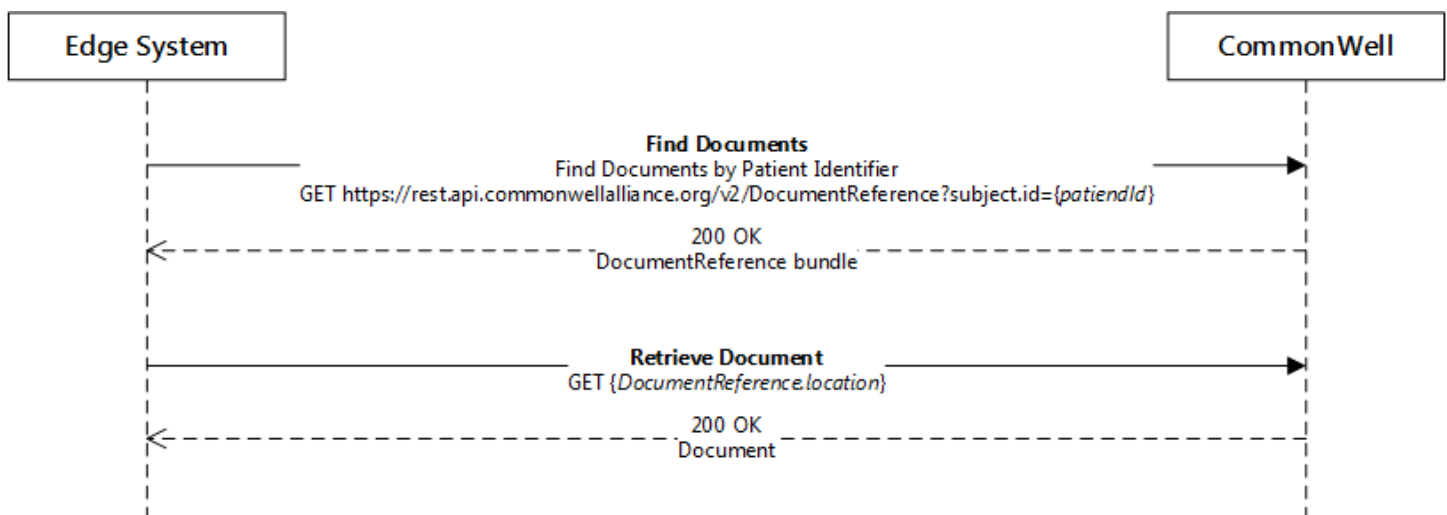 Edge System
CommonWell
Find Documents
Find Documents by Patient Identifier
GET https://rest.api.commonwellalliance.org/v2/DocumentReference?subject.id={patiendId}
200 OK
DocumentReference bundle
Retrieve Document
GET {DocumentReference.location}
200 OK
Document